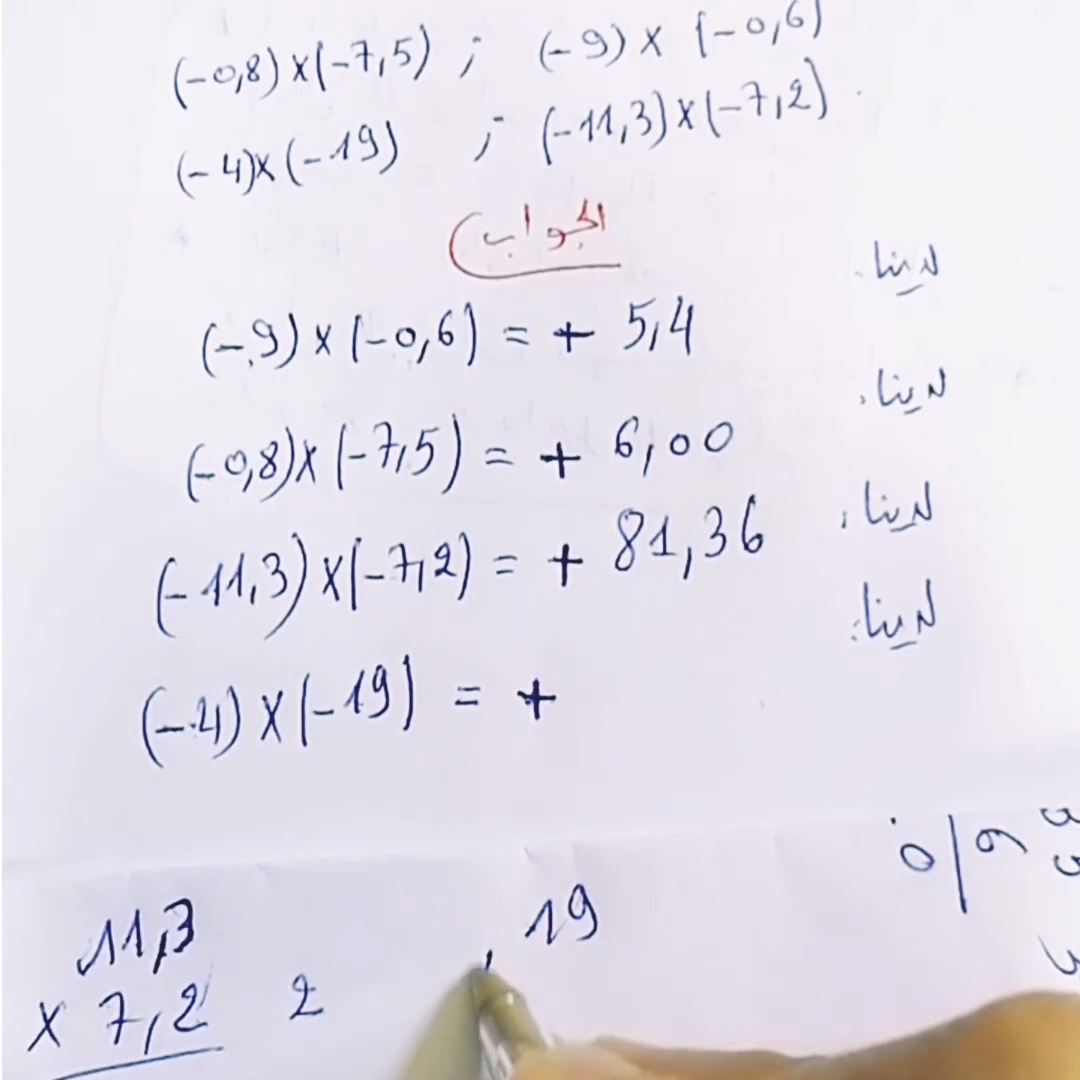 (-0,8)×(-7,5) ; (-9)×(-0,6)
(-4)×(-19) ; (-11,3)×(-7,2)
الجواب
لدينا:
(-9)×(-0,6) = + 5,4
لدينا:
(-0,8)×(-7,5) = + 6,00
لدينا:
(-11,3)×(-7,2) = + 81,36
لدينا:
(-4)×(-19) = +
11,3 19
× 7,2 2